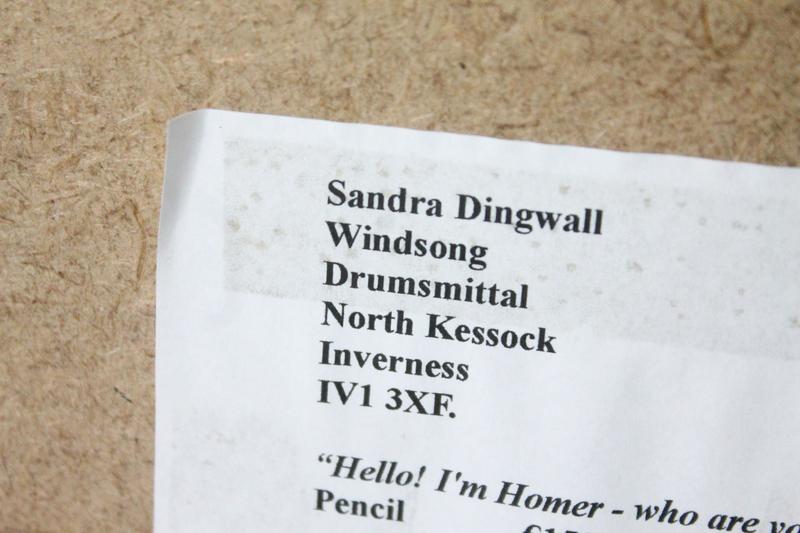 Sandra Dingwall
Windsong
Drumsmittal
North Kessock
Inverness
IV1 3XF.
“Hello! I'm Homer - who are
Pencil